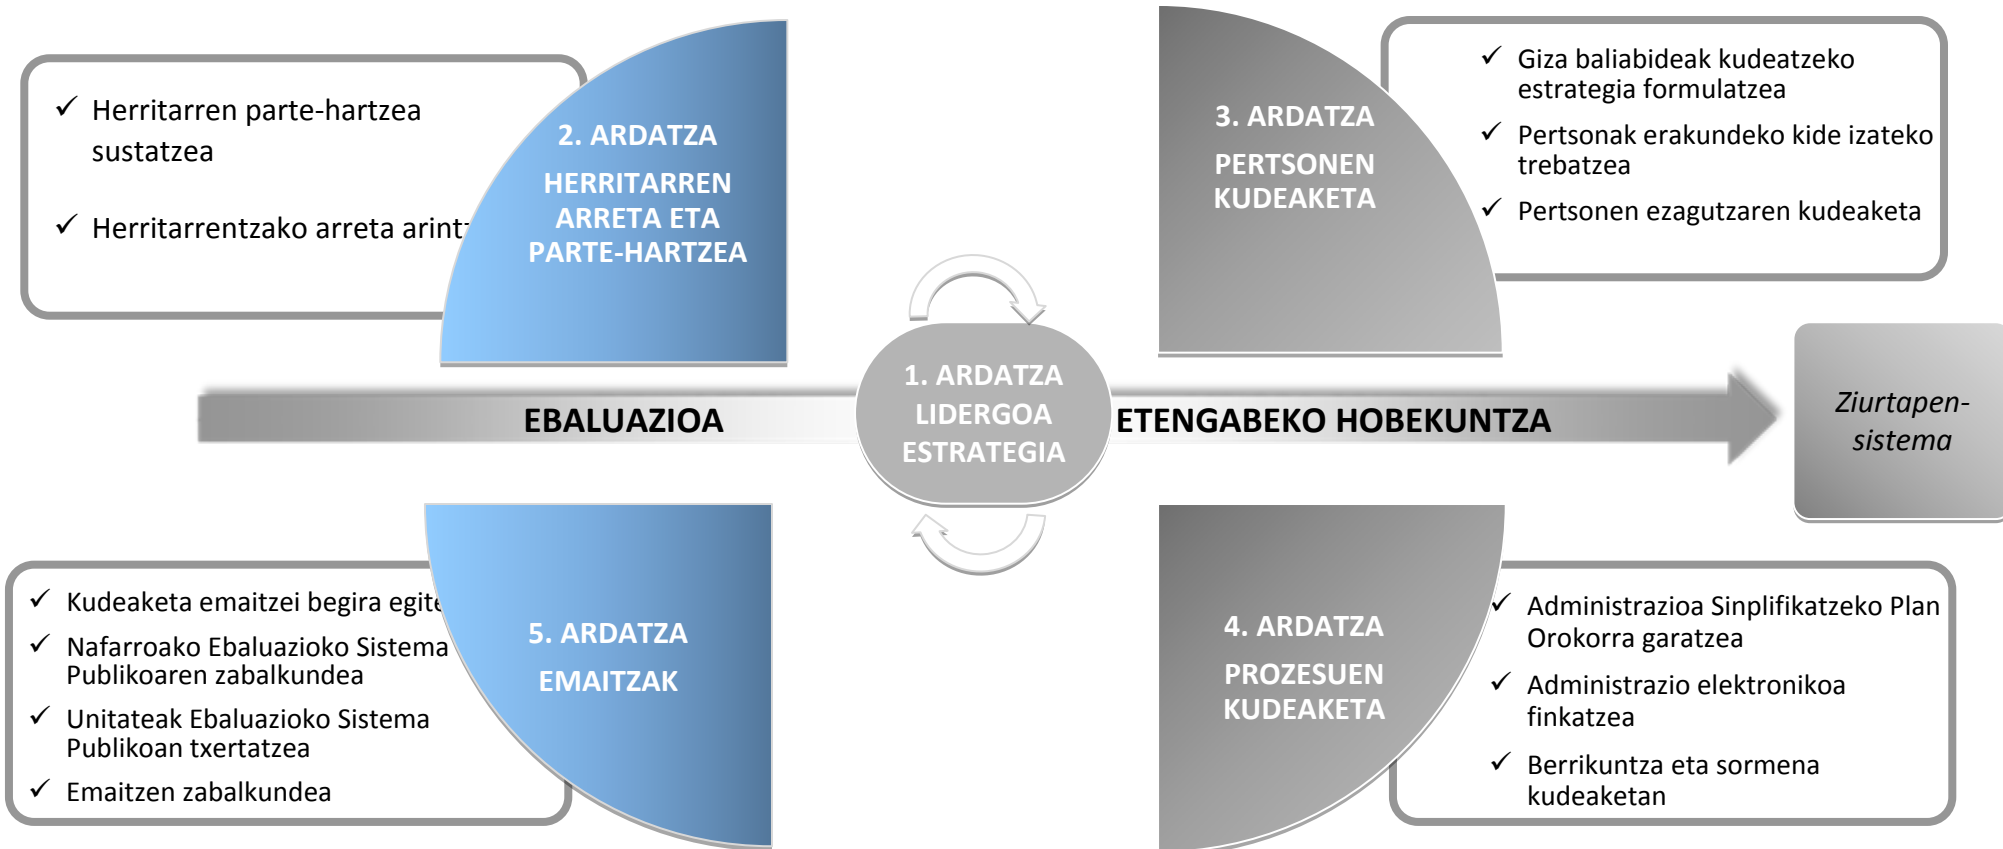 ✓ Herritarren parte-hartzea
sustatzea
✓ Herritarrentzako arreta arint
2. ARDATZA
HERRITARREN
ARRETA ETA
PARTE-HARTZEA
3. ARDATZA
PERTSONEN
KUDEAKETA
✓ Giza baliabideak kudeatzeko
estrategia formulatzea
✓ Pertsonak erakundeko kide izateko
trebatzea
✓ Pertsonen ezagutzaren kudeaketa
EBALUAZIOA
1. ARDATZA
LIDERGOA
ESTRATEGIA
ETENGABEKO HOBEKUNTZA
Ziurtapen-
sistema
✓ Kudeaketa emaitzei begira egite
✓ Nafarroako Ebaluazioko Sistema
Publikoaren zabalkundea
✓ Unitateak Ebaluazioko Sistema
Publikoan txertatzea
✓ Emaitzen zabalkundea
5. ARDATZA
EMAITZAK
4. ARDATZA
PROZESUEN
KUDEAKETA
✓ Administrazioa Sinplifikatzeko Plan
Orokorra garatzea
✓ Administrazio elektronikoa
finkatzea
✓ Berrikuntza eta sormena
kudeaketan